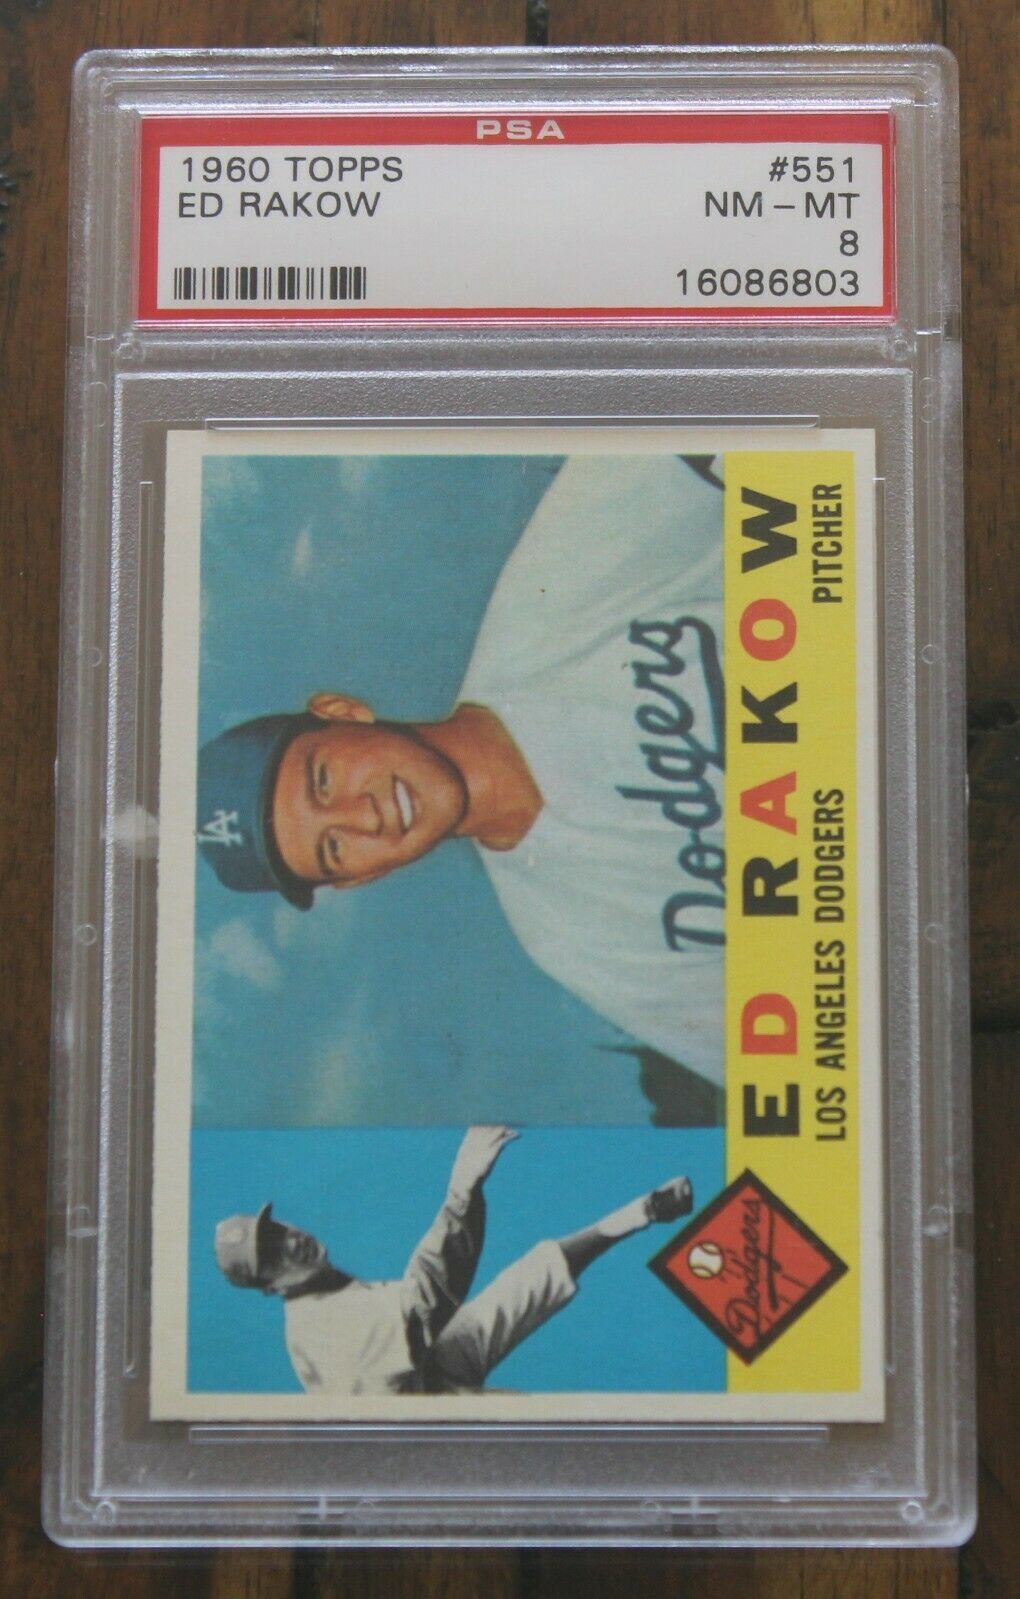 PSA
1960 TOPPS #551
ED RAKOW NM - MT
8
16086803
LA
Dodgers
ED RAKOW
LOS ANGELES DODGERS PITCHER
Dodgers